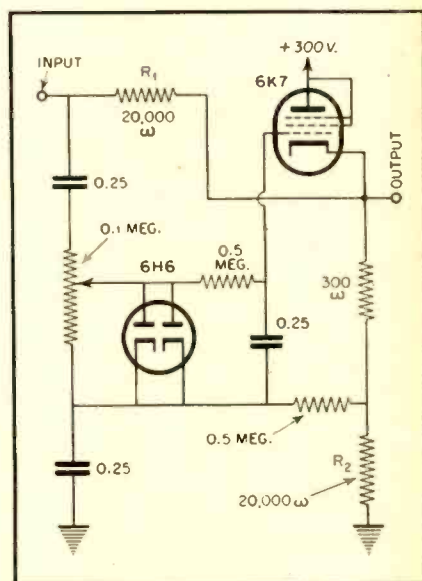 INPUT
R1
20,000
ω
+300 V.
6K7
OUTPUT
0.25
0.1 MEG.
6H6
0.5
MEG.
300
ω
0.25
0.5 MEG.
R2
0.25
20,000 ω